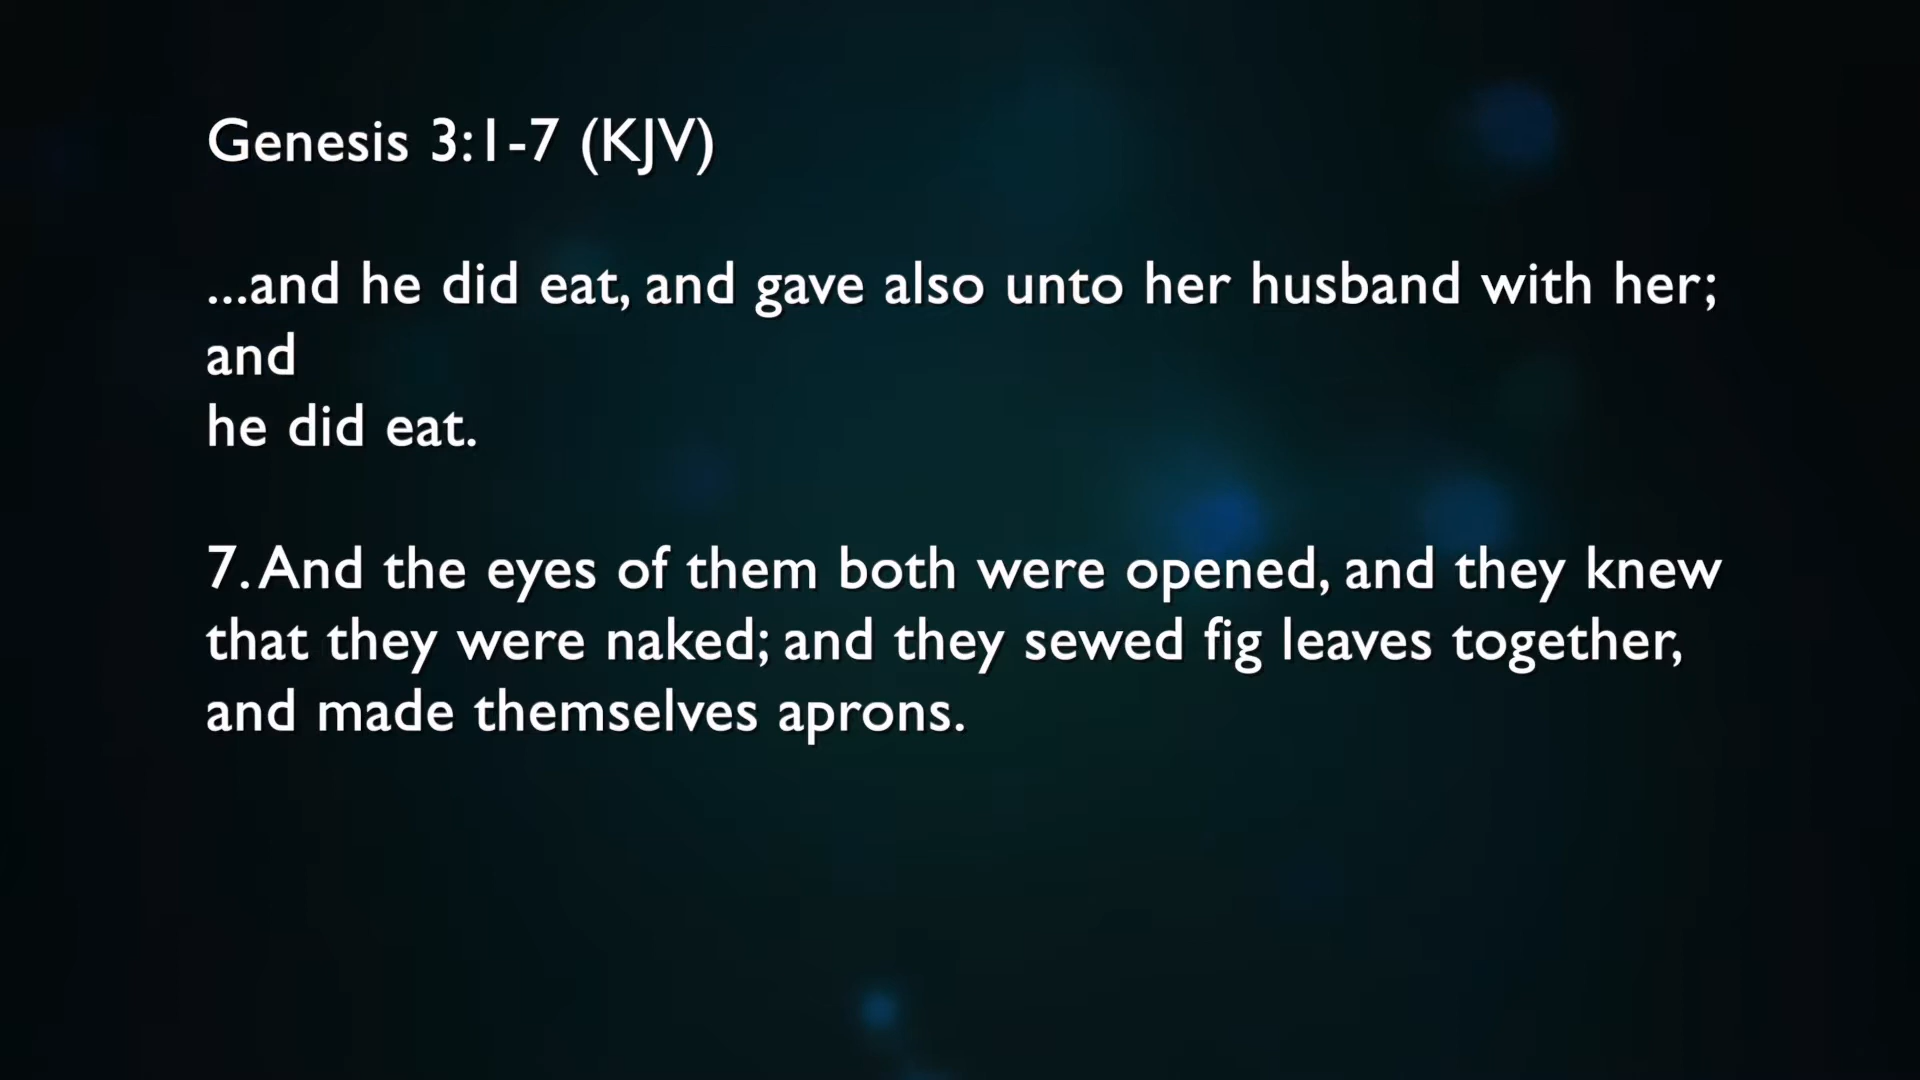 Genesis 3:1-7 (KJV)
...and he did eat, and gave also unto her husband with her;
and
he did eat.
7. And the eyes of them both were opened, and they knew
that they were naked; and they sewed fig leaves together,
and made themselves aprons.